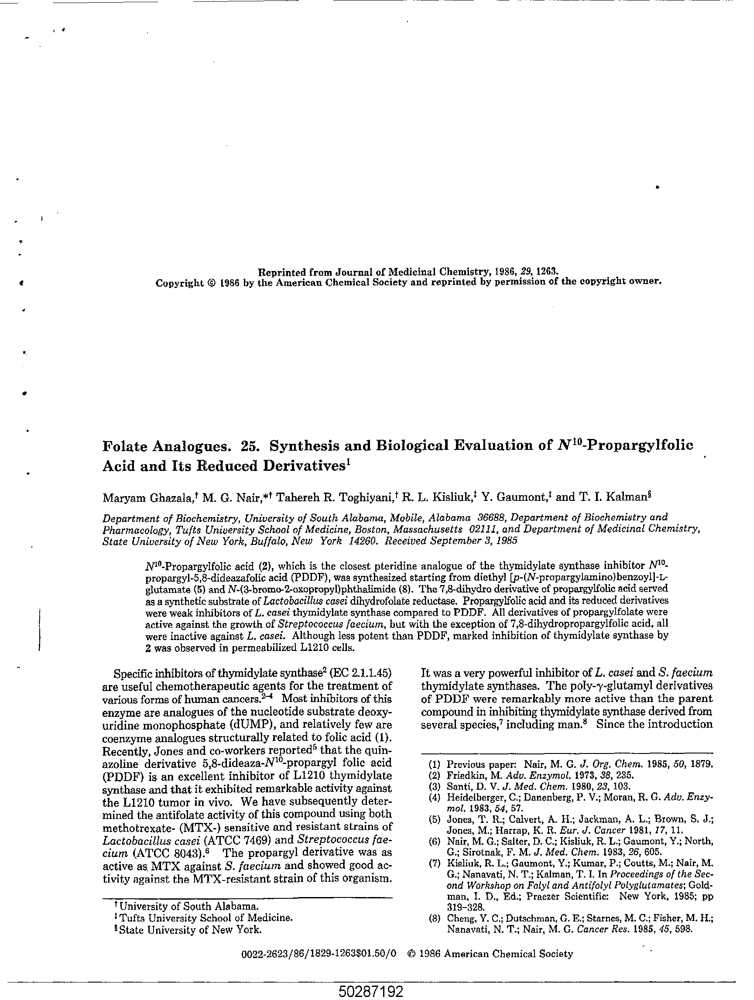 Reprinted from Journal of Medicinal Chemistry, 1986, 29, 1263.
Copyright © 1986 by the American Chemical Society and reprinted by permission of the copyright owner.
Folate Analogues. 25. Synthesis and Biological Evaluation of N10-Propargylfolic
Acid and Its Reduced Derivatives1
Maryam Ghazala,† M. G. Nair,*† Tahereh R. Toghiyani,† R. L. Kisliuk,‡ Y. Gaumont,‡ and T. I. Kalman§
Department of Biochemistry, University of South Alabama, Mobile, Alabama 36688, Department of Biochemistry and
Pharmacology, Tufts University School of Medicine, Boston, Massachusetts 02111, and Department of Medicinal Chemistry,
State University of New York, Buffalo, New York 14260. Received September 3, 1985
N10-Propargylfolic acid (2), which is the closest pteridine analogue of the thymidylate synthase inhibitor N10-
propargyl-5,8-dideazafolic acid (PDDF), was synthesized starting from diethyl [p-(N-propargylamino)benzoyl]-L-
glutamate (5) and N-(3-bromo-2-oxopropyl)phthalimide (8). The 7,8-dihydro derivative of propargylfolic acid served
as a synthetic substrate of Lactobacillus casei dihydrofolate reductase. Propargylfolic acid and its reduced derivatives
were weak inhibitors of L. casei thymidylate synthase compared to PDDF. All derivatives of propargylfolate were
active against the growth of Streptococcus faecium, but with the exception of 7,8-dihydropropargylfolic acid, all
were inactive against L. casei. Although less potent than PDDF, marked inhibition of thymidylate synthase by
2 was observed in permeabilized L1210 cells.
Specific inhibitors of thymidylate synthase2 (EC 2.1.1.45)
are useful chemotherapeutic agents for the treatment of
various forms of human cancers.2-4 Most inhibitors of this
enzyme are analogues of the nucleotide substrate deoxy-
uridine monophosphate (dUMP), and relatively few are
coenzyme analogues structurally related to folic acid (1).
Recently, Jones and co-workers reported5 that the quin-
azoline derivative 5,8-dideaza-N10-propargyl folic acid
(PDDF) is an excellent inhibitor of L1210 thymidylate
synthase and that it exhibited remarkable activity against
the L1210 tumor in vivo. We have subsequently deter-
mined the antifolate activity of this compound using both
methotrexate- (MTX-) sensitive and resistant strains of
Lactobacillus casei (ATCC 7469) and Streptococcus fae-
cium (ATCC 8043).6 The propargyl derivative was as
active as MTX against S. faecium and showed good ac-
tivity against the MTX-resistant strain of this organism.
† University of South Alabama.
‡ Tufts University School of Medicine.
§ State University of New York.
It was a very powerful inhibitor of L. casei and S. faecium
thymidylate synthases. The poly-γ-glutamyl derivatives
of PDDF were remarkably more active than the parent
compound in inhibiting thymidylate synthase derived from
several species,7 including man.8 Since the introduction
(1) Previous paper: Nair, M. G. J. Org. Chem. 1985, 50, 1879.
(2) Friedkin, M. Adv. Enzymol. 1973, 38, 235.
(3) Santi, D. V. J. Med. Chem. 1980, 23, 103.
(4) Heidelberger, C.; Danenberg, P. V.; Moran, R. G. Adv. Enzy-
mol. 1983, 54, 57.
(5) Jones, T. R.; Calvert, A. H.; Jackman, A. L.; Brown, S. J.;
Jones, M.; Harrap, K. R. Eur. J. Cancer 1981, 17, 11.
(6) Nair, M. G.; Salter, D. C.; Kisliuk, R. L.; Gaumont, Y.; North,
G.; Sirotnak, F. M. J. Med. Chem. 1983, 26, 605.
(7) Kisliuk, R. L.; Gaumont, Y.; Kumar, P.; Coutts, M.; Nair, M.
G.; Nanavati, N. T.; Kalman, T. I. In Proceedings of the Sec-
ond Workshop on Folyl and Antifolyl Polyglutamates; Gold-
man, I. D., Ed.; Praezer Scientific: New York, 1985; pp
319-328.
(8) Cheng, Y. C.; Dutschman, G. E.; Starnes, M. C.; Fisher, M. H.;
Nanavati, N. T.; Nair, M. G. Cancer Res. 1985, 45, 598.
0022-2623/86/1829-1263$01.50/0 © 1986 American Chemical Society
50287192